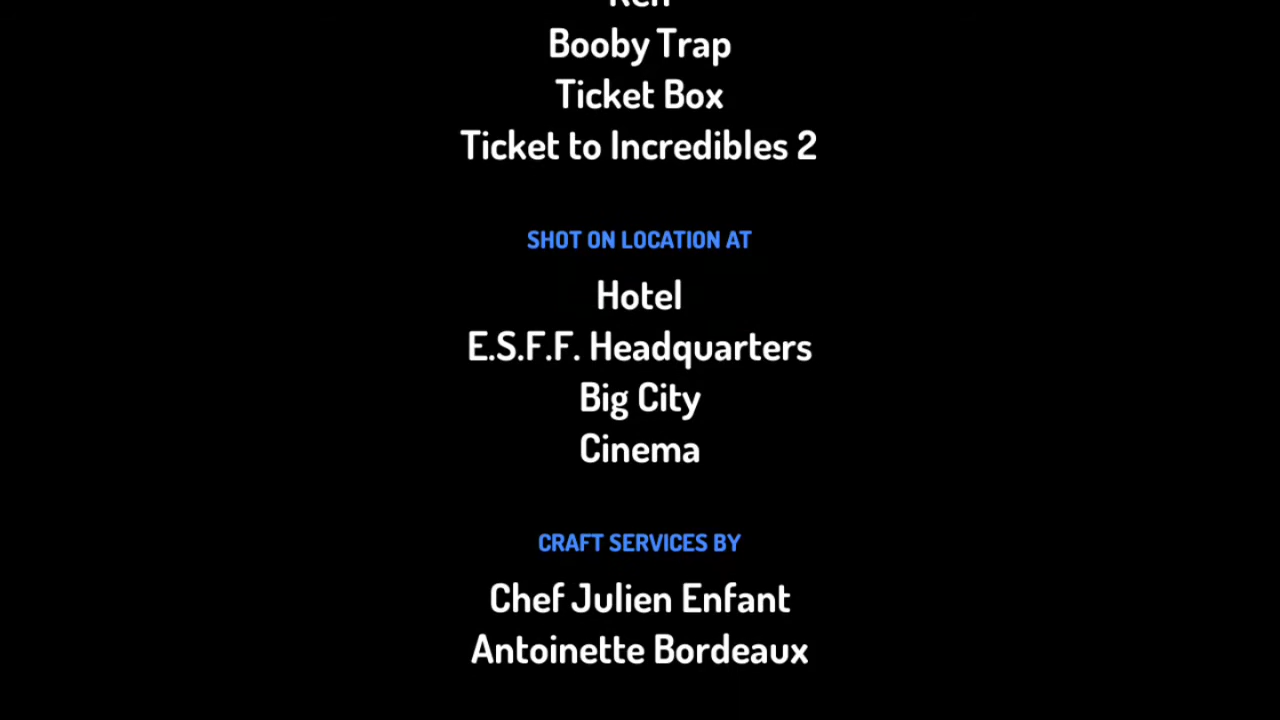 Booby Trap
Ticket Box
Ticket to Incredibles 2
SHOT ON LOCATION AT
Hotel
E.S.F.F. Headquarters
Big City
Cinema
CRAFT SERVICES BY
Chef Julien Enfant
Antoinette Bordeaux